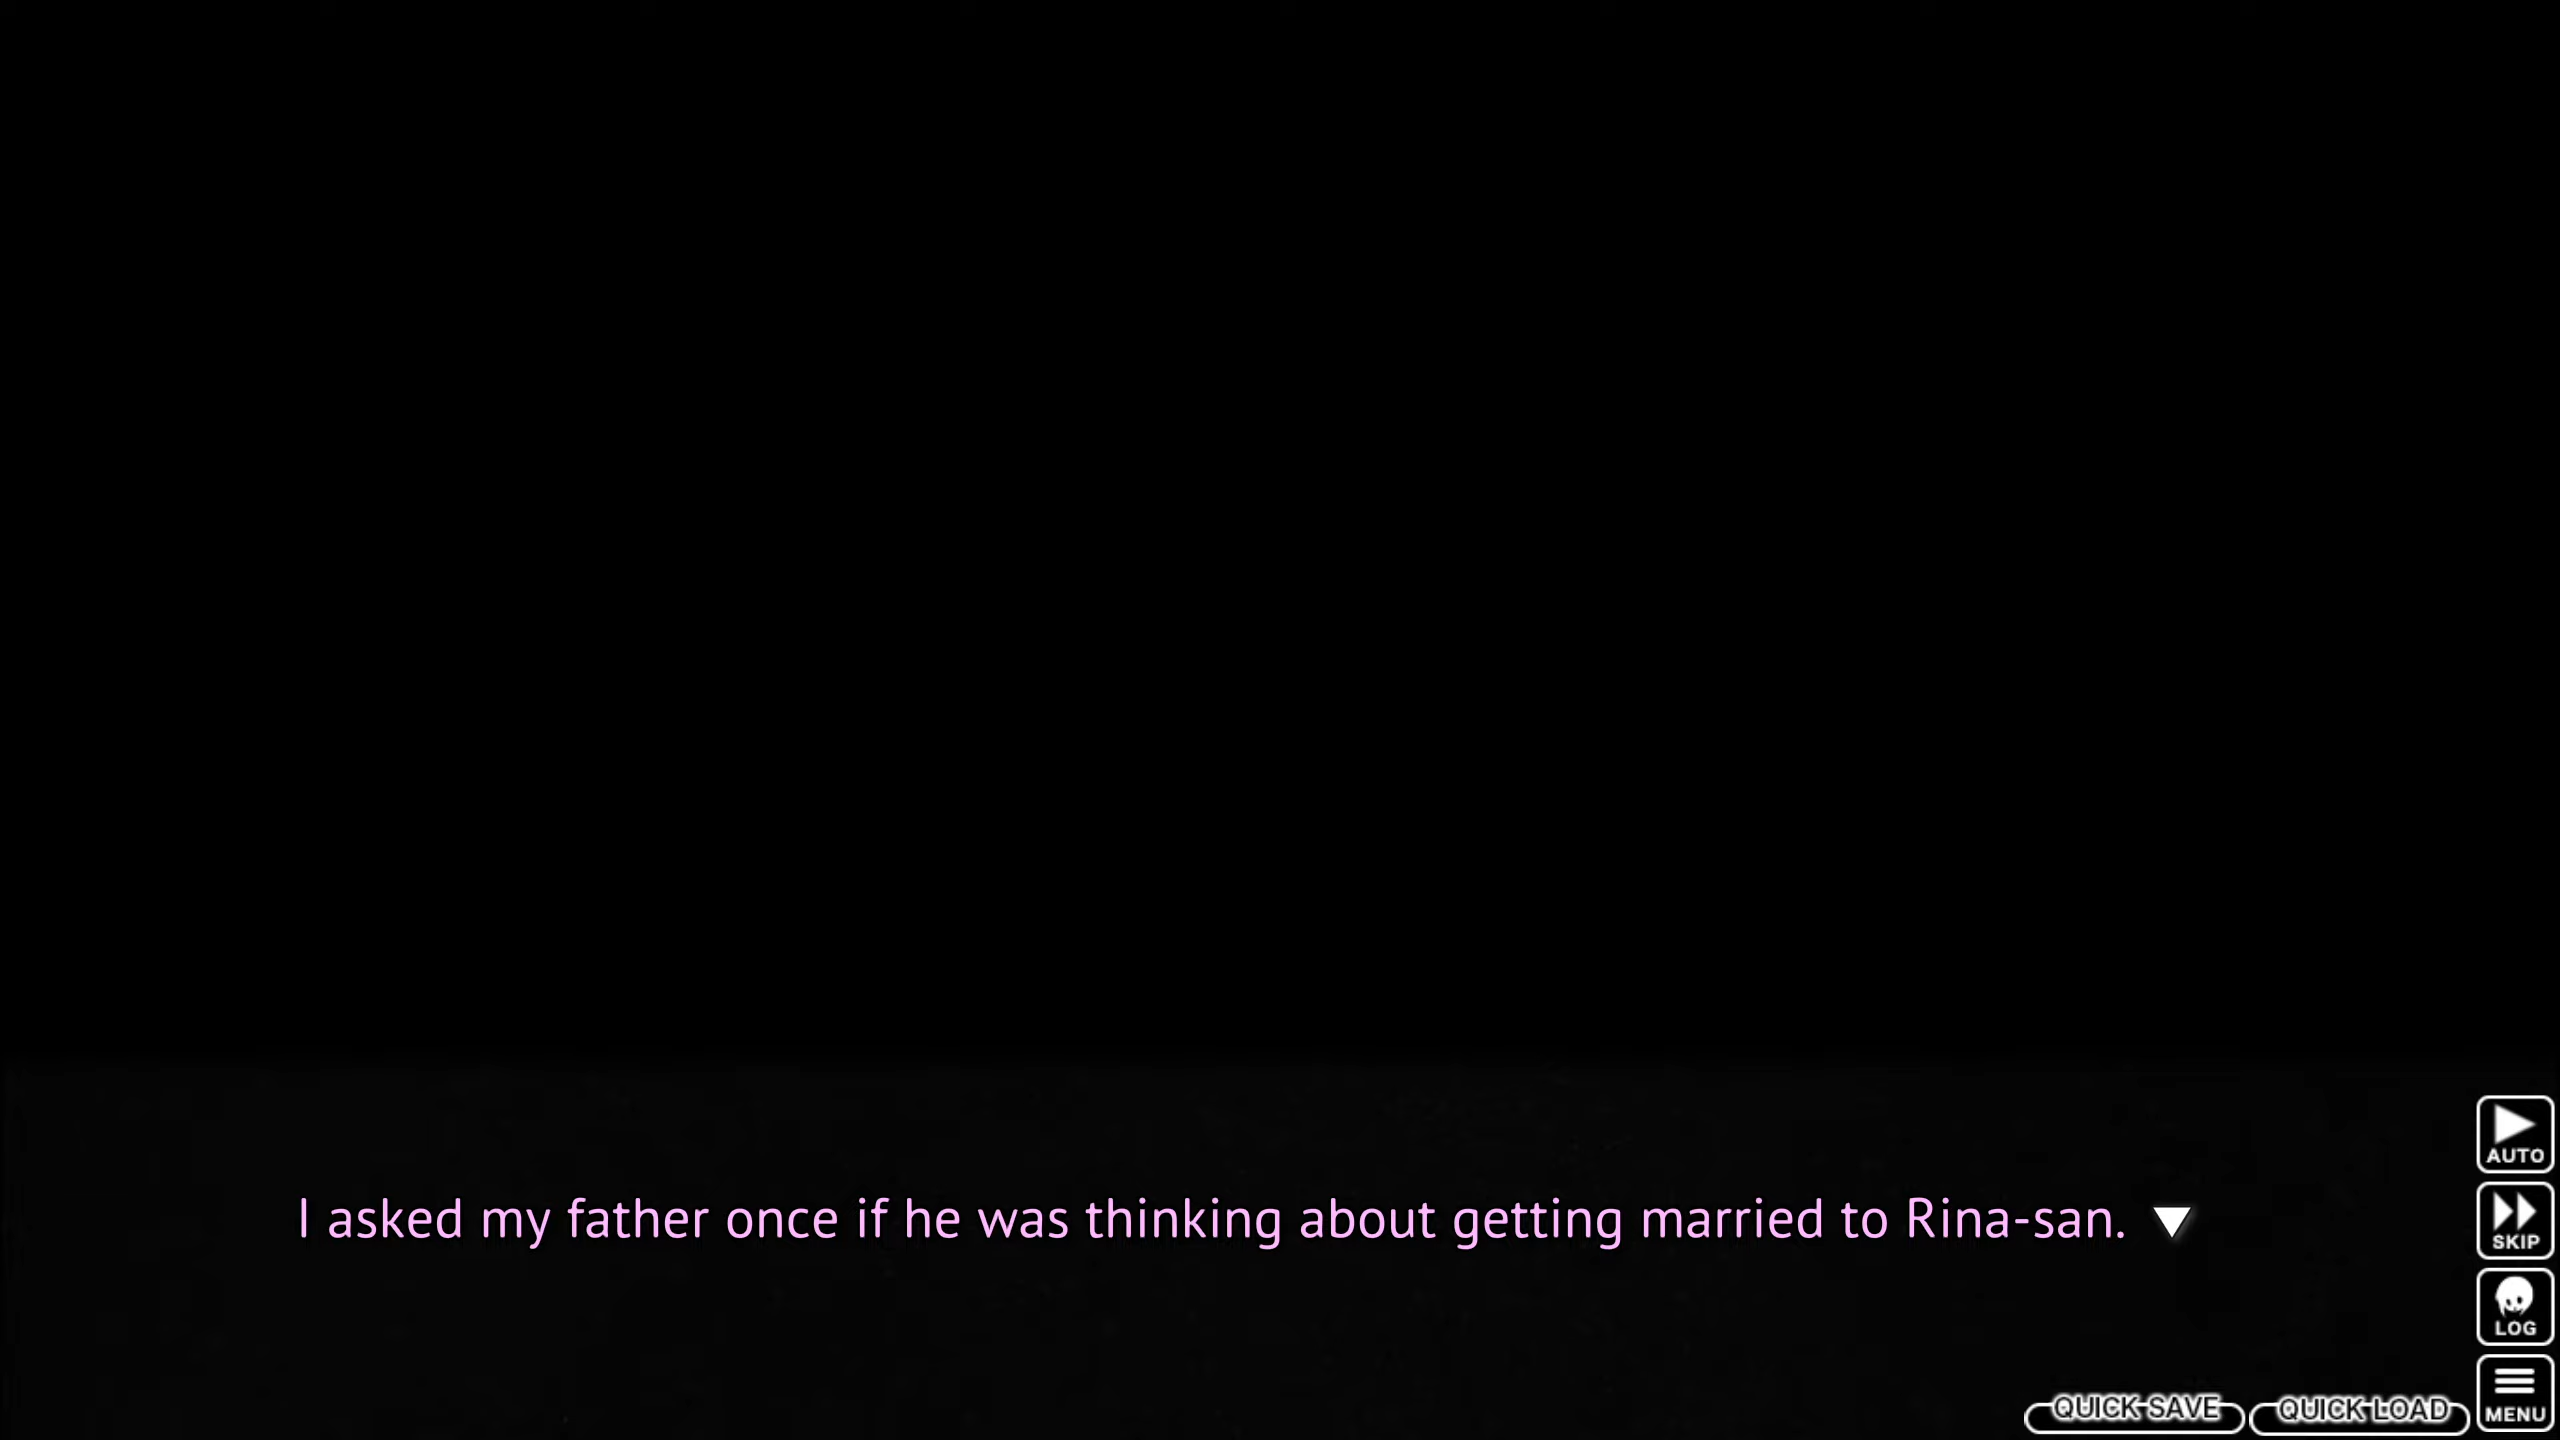 I asked my father once if he was thinking about getting married to Rina-san.
AUTO
SKIP
LOG
MENU
QUICK SAVE
QUICK LOAD